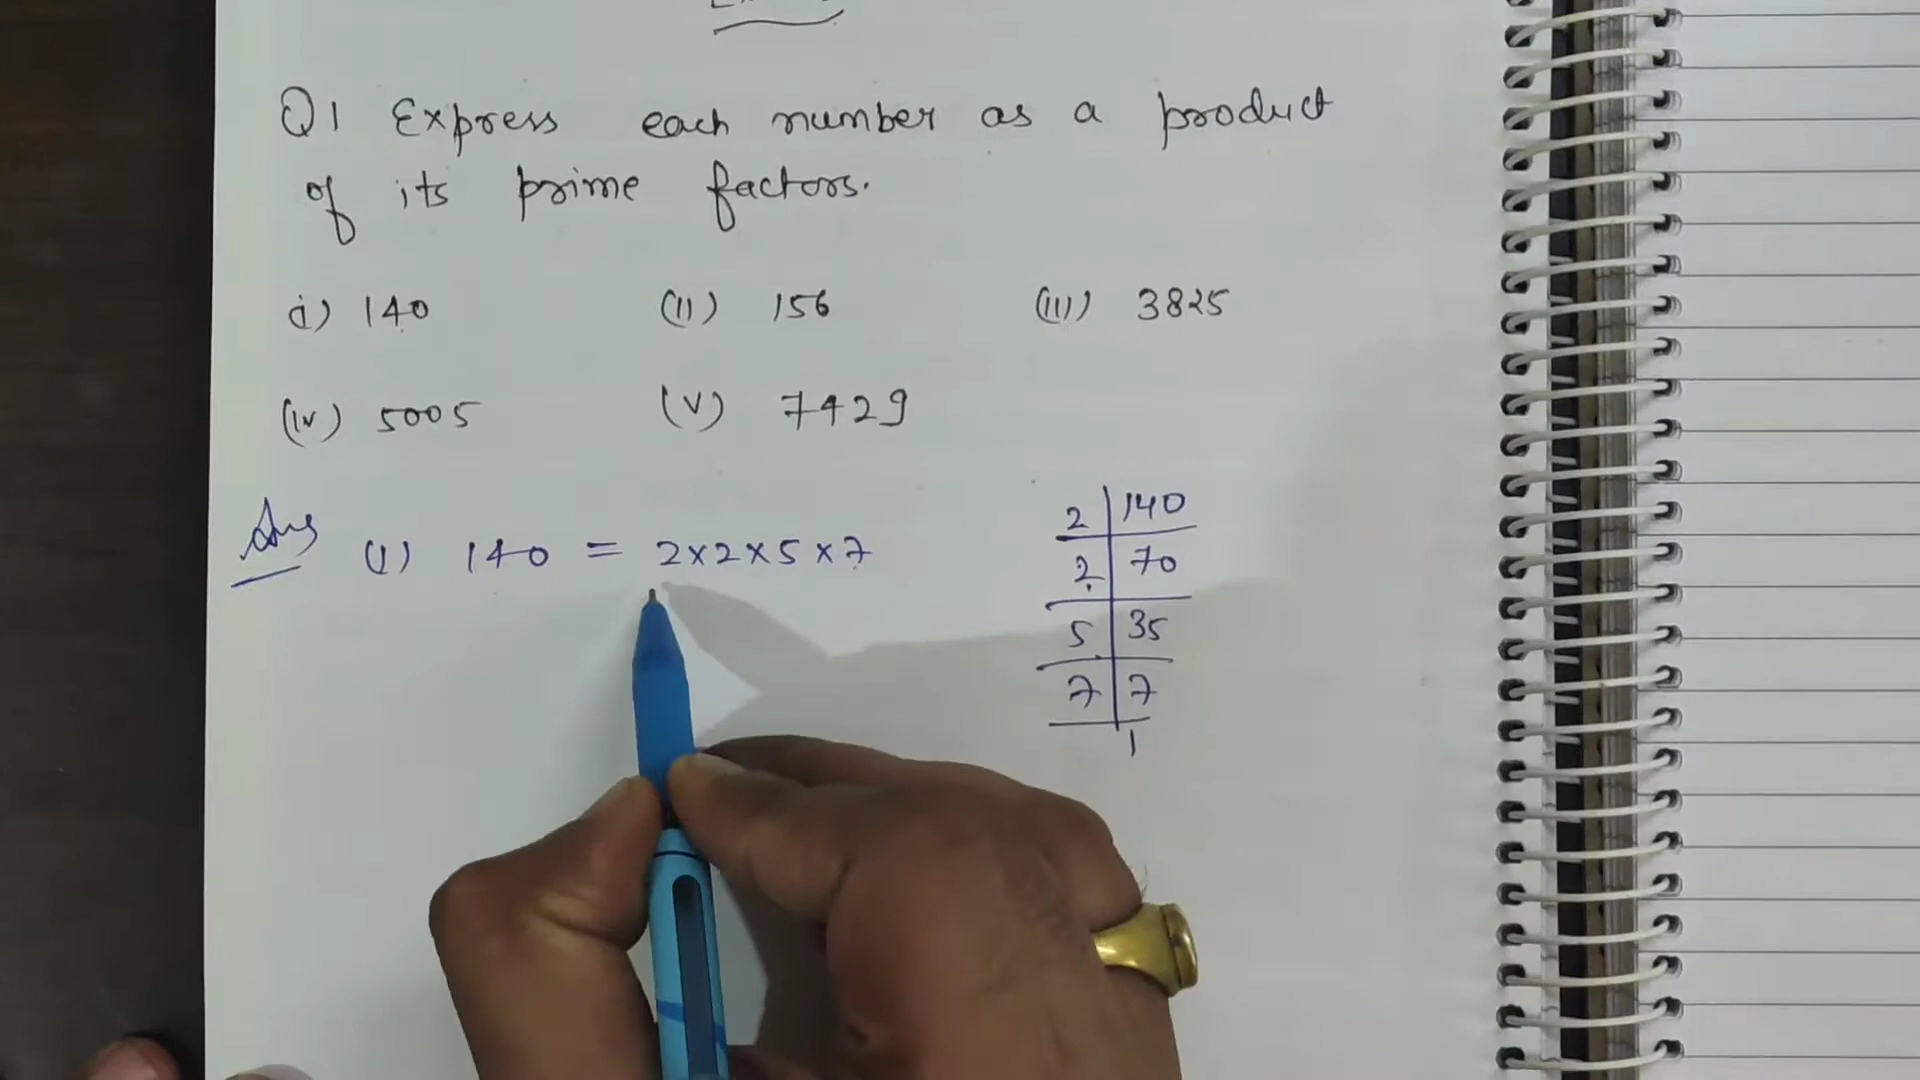 Q1 Express each number as a product
of its prime factors.
i) 140 (II) 156 (III) 3825
(iv) 5005 (V) 7429
Ans (I) 140 = 2×2×5×7
2 140
2 70
5 35
7 7
1